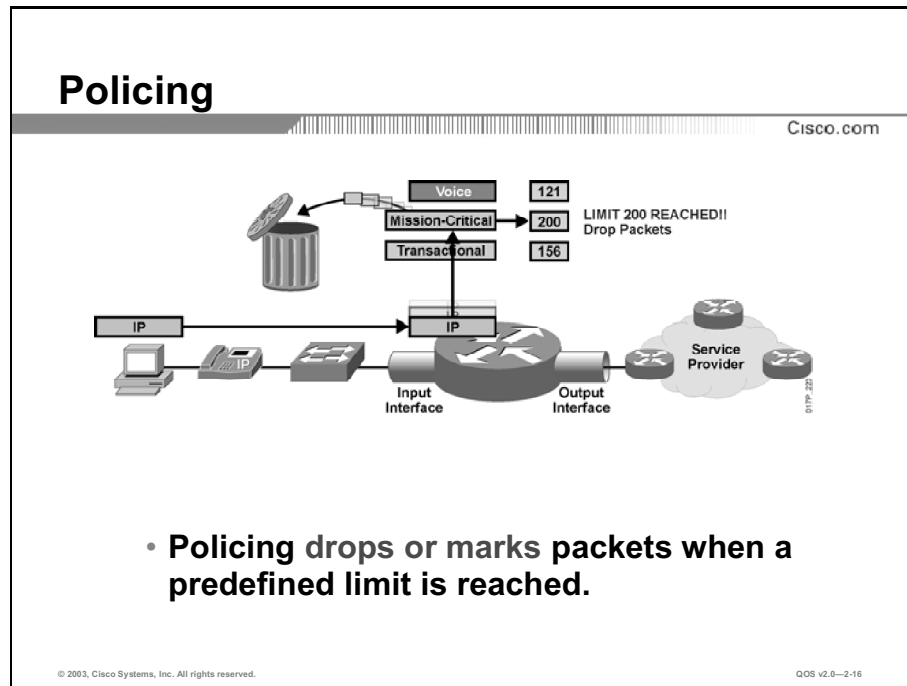 Policing
Cisco.com
Voice
121
Mission-Critical
200
LIMIT 200 REACHED!!
Drop Packets
Transactional
156
IP
IP
IP
Input
Interface
Output
Interface
Service
Provider
• Policing drops or marks packets when a
predefined limit is reached.
© 2003, Cisco Systems, Inc. All rights reserved.
QOS v2.0—2-16